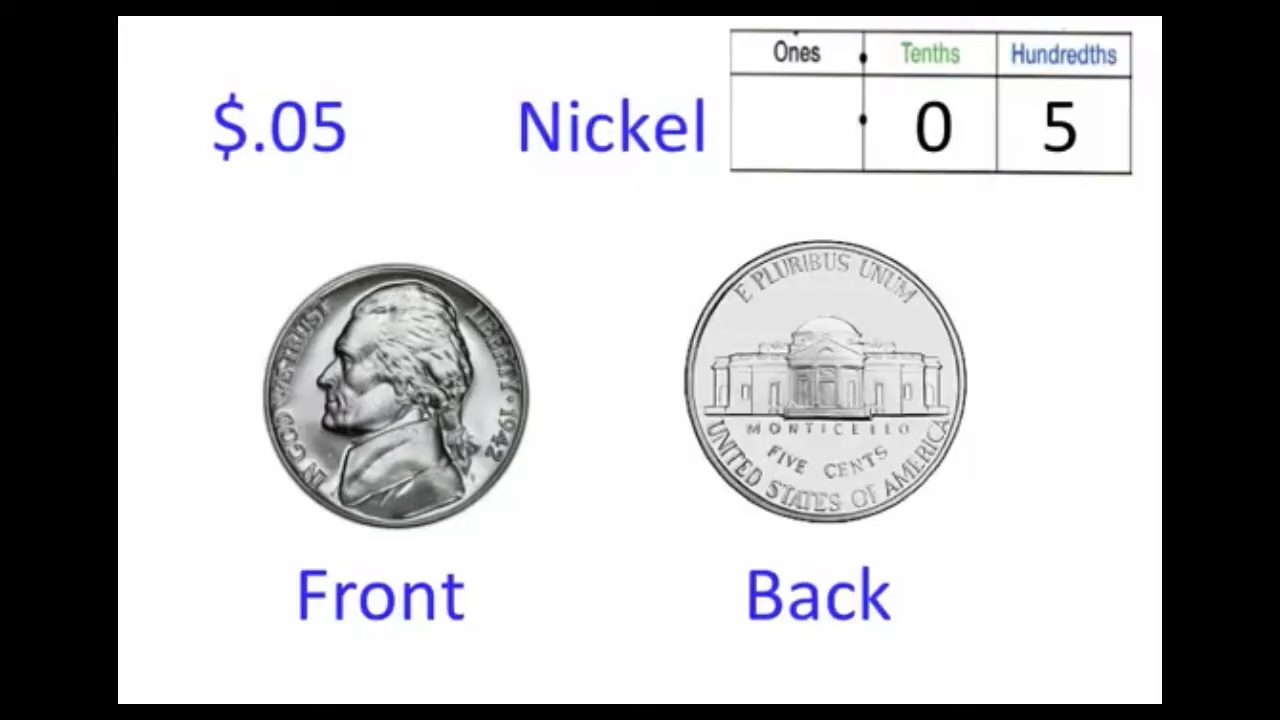 $.05
Nickel
Ones . Tenths Hundredths
. 0 5
IN GOD WE TRUST
LIBERTY · 1942
E PLURIBUS UNUM
MONTICELLO
FIVE CENTS
UNITED STATES OF AMERICA
Front
Back